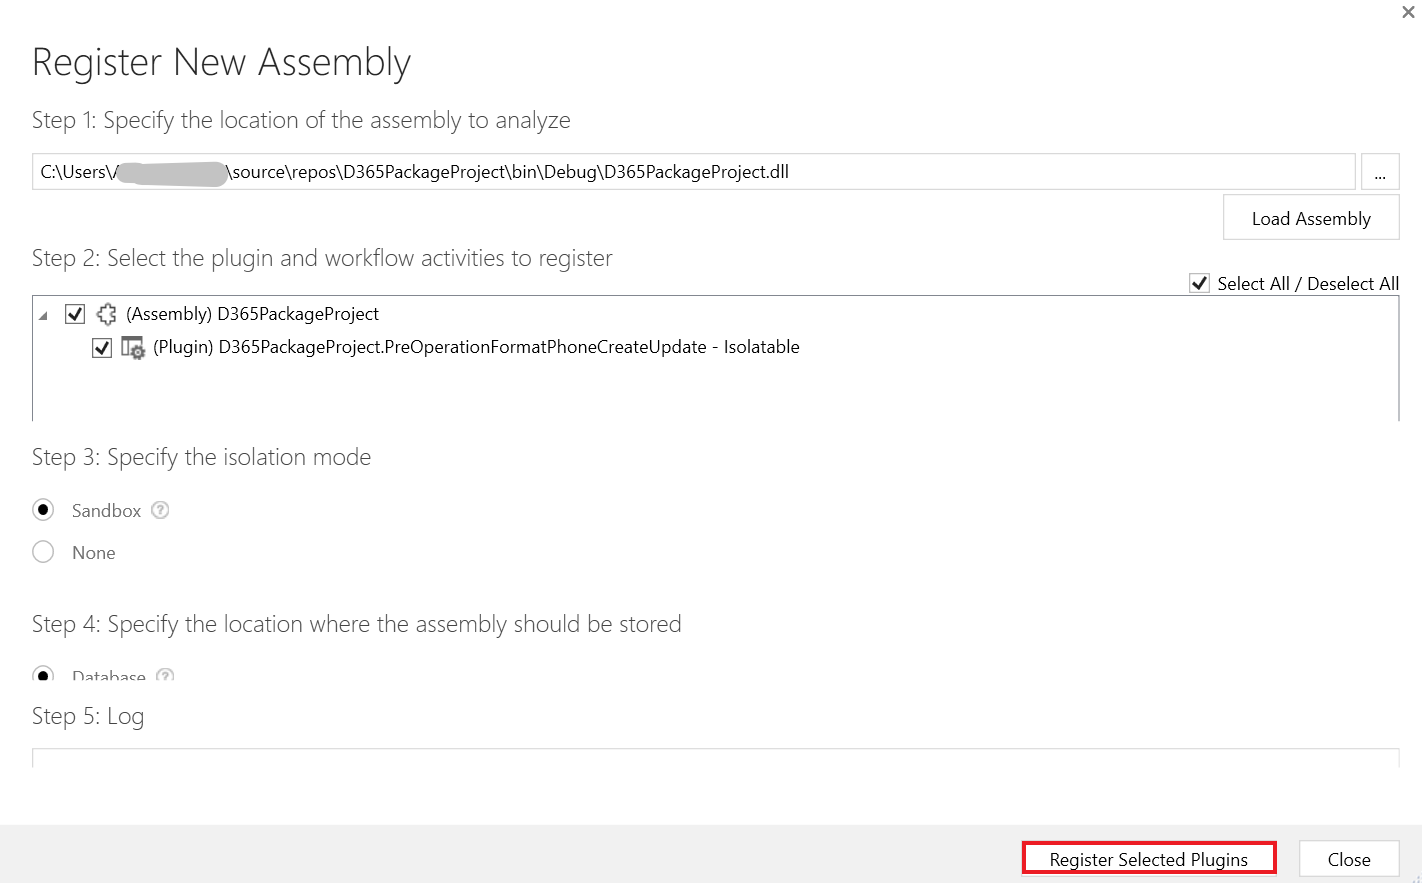 Register New Assembly
Step 1: Specify the location of the assembly to analyze
C:\Users\ \source\repos\D365PackageProject\bin\Debug\D365PackageProject.dll
...
Load Assembly
Step 2: Select the plugin and workflow activities to register
Select All / Deselect All
(Assembly) D365PackageProject
(Plugin) D365PackageProject.PreOperationFormatPhoneCreateUpdate - Isolatable
Step 3: Specify the isolation mode
Sandbox ?
None
Step 4: Specify the location where the assembly should be stored
Database ?
Step 5: Log
Register Selected Plugins
Close